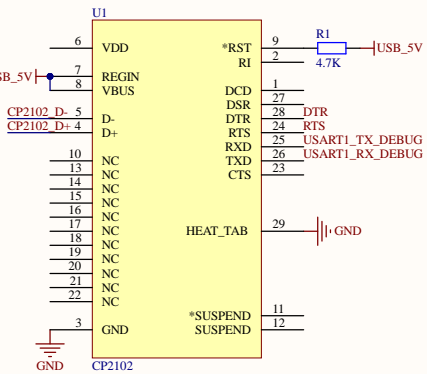 U1
6 VDD *RST 9 R1 4.7K USB_5V
RI 2
SB_5V 7 REGIN
8 VBUS DCD 1
DSR 27
CP2102_D- 5 D- DTR 28 DTR
CP2102_D+ 4 D+ RTS 24 RTS
RXD 25 USART1_TX_DEBUG
10 NC TXD 26 USART1_RX_DEBUG
13 NC CTS 23
14 NC
15 NC
16 NC
17 NC HEAT_TAB 29 GND
18 NC
19 NC
20 NC
21 NC
22 NC
*SUSPEND 11
3 GND SUSPEND 12
GND
CP2102